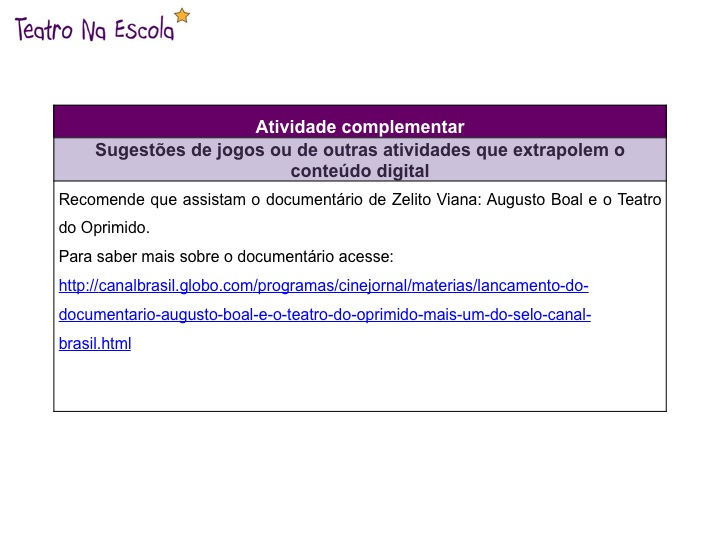 Teatro Na Escola
Atividade complementar
Sugestões de jogos ou de outras atividades que extrapolem o
conteúdo digital
Recomende que assistam o documentário de Zelito Viana: Augusto Boal e o Teatro
do Oprimido.
Para saber mais sobre o documentário acesse:
http://canalbrasil.globo.com/programas/cinejornal/materias/lancamento-do-
documentario-augusto-boal-e-o-teatro-do-oprimido-mais-um-do-selo-canal-
brasil.html